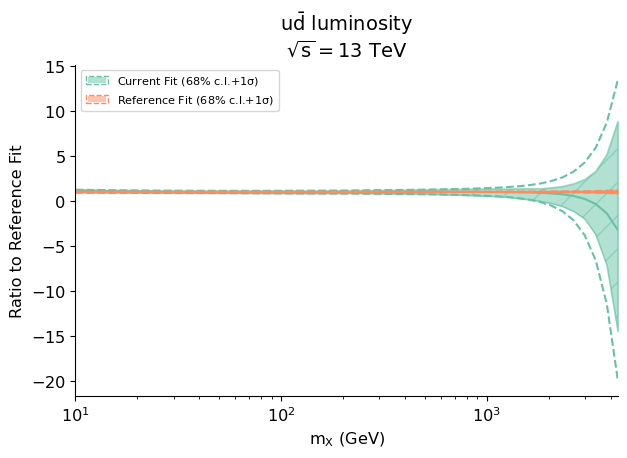 ud̄ luminosity
√s = 13 TeV
Ratio to Reference Fit
15
10
5
0
−5
−10
−15
−20
Current Fit (68% c.l.+1σ)
Reference Fit (68% c.l.+1σ)
10¹
10²
10³
mₓ (GeV)